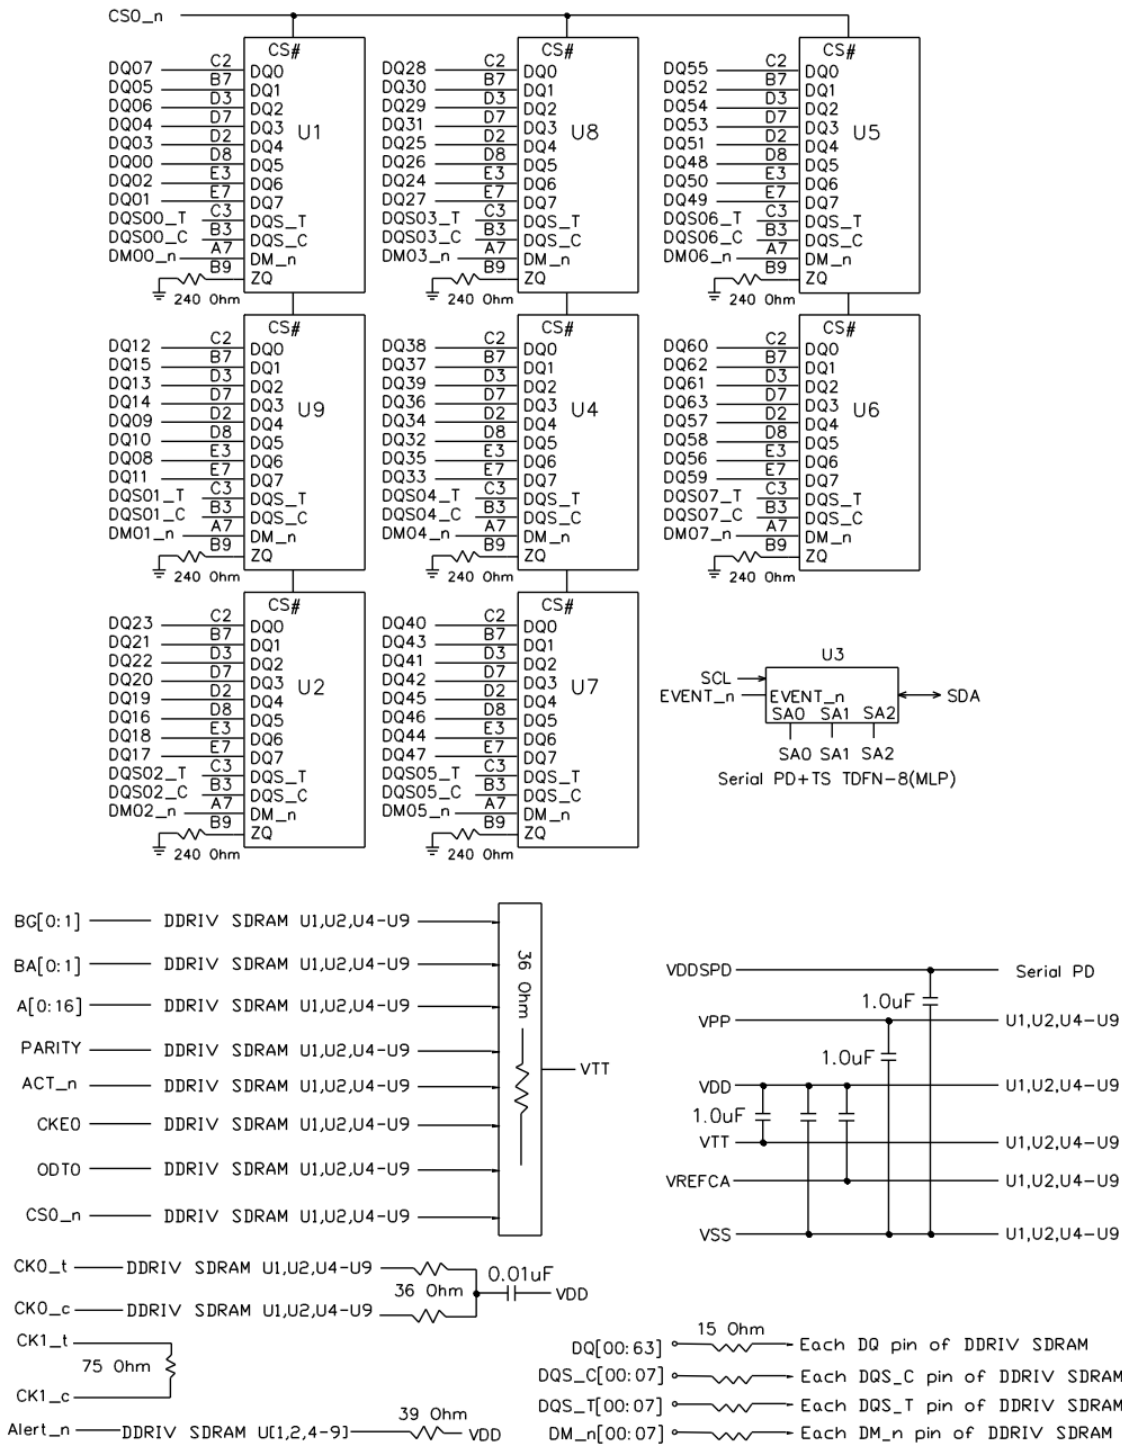 CS0_n
CS#
DQ07 C2 DQ0
DQ05 B7 DQ1
DQ06 D3 DQ2
DQ04 D7 DQ3
DQ03 D2 DQ4
DQ00 D8 DQ5
DQ02 E3 DQ6
DQ01 E7 DQ7
DQS00_T C3 DQS_T
DQS00_C B3 DQS_C
DM00_n A7 DM_n
B9 ZQ
240 Ohm
U1
CS#
DQ28 C2 DQ0
DQ30 B7 DQ1
DQ29 D3 DQ2
DQ31 D7 DQ3
DQ25 D2 DQ4
DQ26 D8 DQ5
DQ24 E3 DQ6
DQ27 E7 DQ7
DQS03_T C3 DQS_T
DQS03_C B3 DQS_C
DM03_n A7 DM_n
B9 ZQ
240 Ohm
U8
CS#
DQ55 C2 DQ0
DQ52 B7 DQ1
DQ54 D3 DQ2
DQ53 D7 DQ3
DQ51 D2 DQ4
DQ48 D8 DQ5
DQ50 E3 DQ6
DQ49 E7 DQ7
DQS06_T C3 DQS_T
DQS06_C B3 DQS_C
DM06_n A7 DM_n
B9 ZQ
240 Ohm
U5
CS#
DQ12 C2 DQ0
DQ15 B7 DQ1
DQ13 D3 DQ2
DQ14 D7 DQ3
DQ09 D2 DQ4
DQ10 D8 DQ5
DQ08 E3 DQ6
DQ11 E7 DQ7
DQS01_T C3 DQS_T
DQS01_C B3 DQS_C
DM01_n A7 DM_n
B9 ZQ
240 Ohm
U9
CS#
DQ38 C2 DQ0
DQ37 B7 DQ1
DQ39 D3 DQ2
DQ36 D7 DQ3
DQ34 D2 DQ4
DQ32 D8 DQ5
DQ35 E3 DQ6
DQ33 E7 DQ7
DQS04_T C3 DQS_T
DQS04_C B3 DQS_C
DM04_n A7 DM_n
B9 ZQ
240 Ohm
U4
CS#
DQ60 C2 DQ0
DQ62 B7 DQ1
DQ61 D3 DQ2
DQ63 D7 DQ3
DQ57 D2 DQ4
DQ58 D8 DQ5
DQ56 E3 DQ6
DQ59 E7 DQ7
DQS07_T C3 DQS_T
DQS07_C B3 DQS_C
DM07_n A7 DM_n
B9 ZQ
240 Ohm
U6
CS#
DQ23 C2 DQ0
DQ21 B7 DQ1
DQ22 D3 DQ2
DQ20 D7 DQ3
DQ19 D2 DQ4
DQ16 D8 DQ5
DQ18 E3 DQ6
DQ17 E7 DQ7
DQS02_T C3 DQS_T
DQS02_C B3 DQS_C
DM02_n A7 DM_n
B9 ZQ
240 Ohm
U2
CS#
DQ40 C2 DQ0
DQ43 B7 DQ1
DQ41 D3 DQ2
DQ42 D7 DQ3
DQ45 D2 DQ4
DQ46 D8 DQ5
DQ44 E3 DQ6
DQ47 E7 DQ7
DQS05_T C3 DQS_T
DQS05_C B3 DQS_C
DM05_n A7 DM_n
B9 ZQ
240 Ohm
U7
U3
SCL
EVENT_n EVENT_n SDA
SA0 SA1 SA2
SA0 SA1 SA2
Serial PD+TS TDFN-8(MLP)
BG[0:1] DDRIV SDRAM U1,U2,U4-U9
BA[0:1] DDRIV SDRAM U1,U2,U4-U9
A[0:16] DDRIV SDRAM U1,U2,U4-U9
PARITY DDRIV SDRAM U1,U2,U4-U9
ACT_n DDRIV SDRAM U1,U2,U4-U9
CKE0 DDRIV SDRAM U1,U2,U4-U9
ODT0 DDRIV SDRAM U1,U2,U4-U9
CS0_n DDRIV SDRAM U1,U2,U4-U9
36 Ohm
VTT
VDDSPD Serial PD
1.0uF
VPP U1,U2,U4-U9
1.0uF
VDD U1,U2,U4-U9
1.0uF
VTT U1,U2,U4-U9
VREFCA U1,U2,U4-U9
VSS U1,U2,U4-U9
CK0_t DDRIV SDRAM U1,U2,U4-U9
36 Ohm 0.01uF VDD
CK0_c DDRIV SDRAM U1,U2,U4-U9
CK1_t
75 Ohm
CK1_c
Alert_n DDRIV SDRAM U[1,2,4-9] 39 Ohm VDD
15 Ohm
DQ[00:63] Each DQ pin of DDRIV SDRAM
DQS_C[00:07] Each DQS_C pin of DDRIV SDRAM
DQS_T[00:07] Each DQS_T pin of DDRIV SDRAM
DM_n[00:07] Each DM_n pin of DDRIV SDRAM